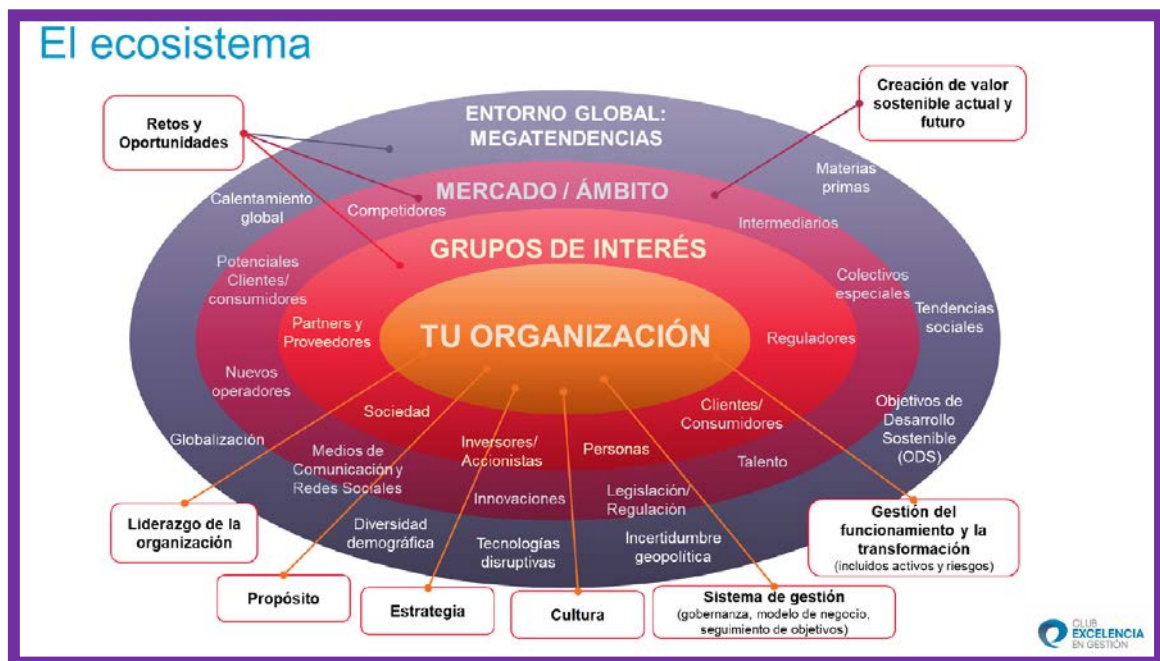 El ecosistema
Retos y
Oportunidades
ENTORNO GLOBAL:
MEGATENDENCIAS
Creación de valor
sostenible actual y
futuro
Materias
primas
Calentamiento
global
MERCADO / ÁMBITO
Competidores
Intermediarios
GRUPOS DE INTERÉS
Potenciales
Clientes/
consumidores
Colectivos
especiales
Tendencias
sociales
Partners y
Proveedores
TU ORGANIZACIÓN
Reguladores
Nuevos
operadores
Sociedad
Clientes/
Consumidores
Objetivos de
Desarrollo
Sostenible
(ODS)
Globalización
Inversores/
Accionistas
Personas
Medios de
Comunicación y
Redes Sociales
Talento
Innovaciones
Legislación/
Regulación
Liderazgo de la
organización
Diversidad
demográfica
Tecnologías
disruptivas
Incertidumbre
geopolítica
Gestión del
funcionamiento y la
transformación
(incluidos activos y riesgos)
Propósito
Estrategia
Cultura
Sistema de gestión
(gobernanza, modelo de negocio,
seguimiento de objetivos)
CLUB
EXCELENCIA
EN GESTIÓN